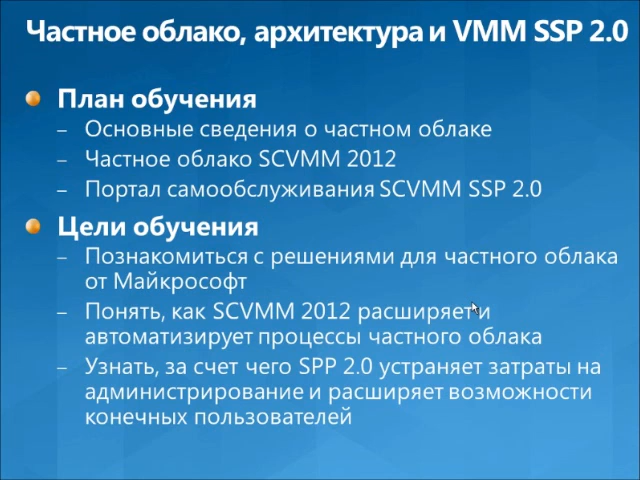 Частное облако, архитектура и VMM SSP 2.0
План обучения
– Основные сведения о частном облаке
– Частное облако SCVMM 2012
– Портал самообслуживания SCVMM SSP 2.0
Цели обучения
– Познакомиться с решениями для частного облака
от Майкрософт
– Понять, как SCVMM 2012 расширяет и
автоматизирует процессы частного облака
– Узнать, за счет чего SPP 2.0 устраняет затраты на
администрирование и расширяет возможности
конечных пользователей